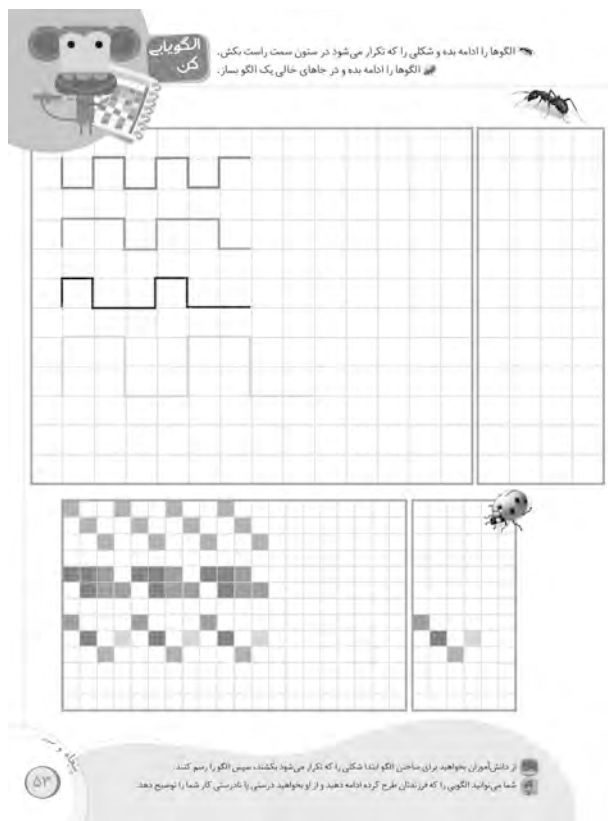 الگویابی
کن
الگوها را ادامه بده و شکلی را که تکرار می‌شود در ستون سمت راست بکش.
الگوها را ادامه بده و در جاهای خالی یک الگو بساز.
از دانش‌آموزان بخواهید برای ساختن الگو ابتدا شکلی را که تکرار می‌شود بکشند، سپس الگو را رسم کنند.
شما می‌توانید الگویی را که فرزندتان طرح کرده ادامه دهید و از او بخواهید درستی یا نادرستی کار شما را توضیح دهد.
پنجاه و سه
۵۳